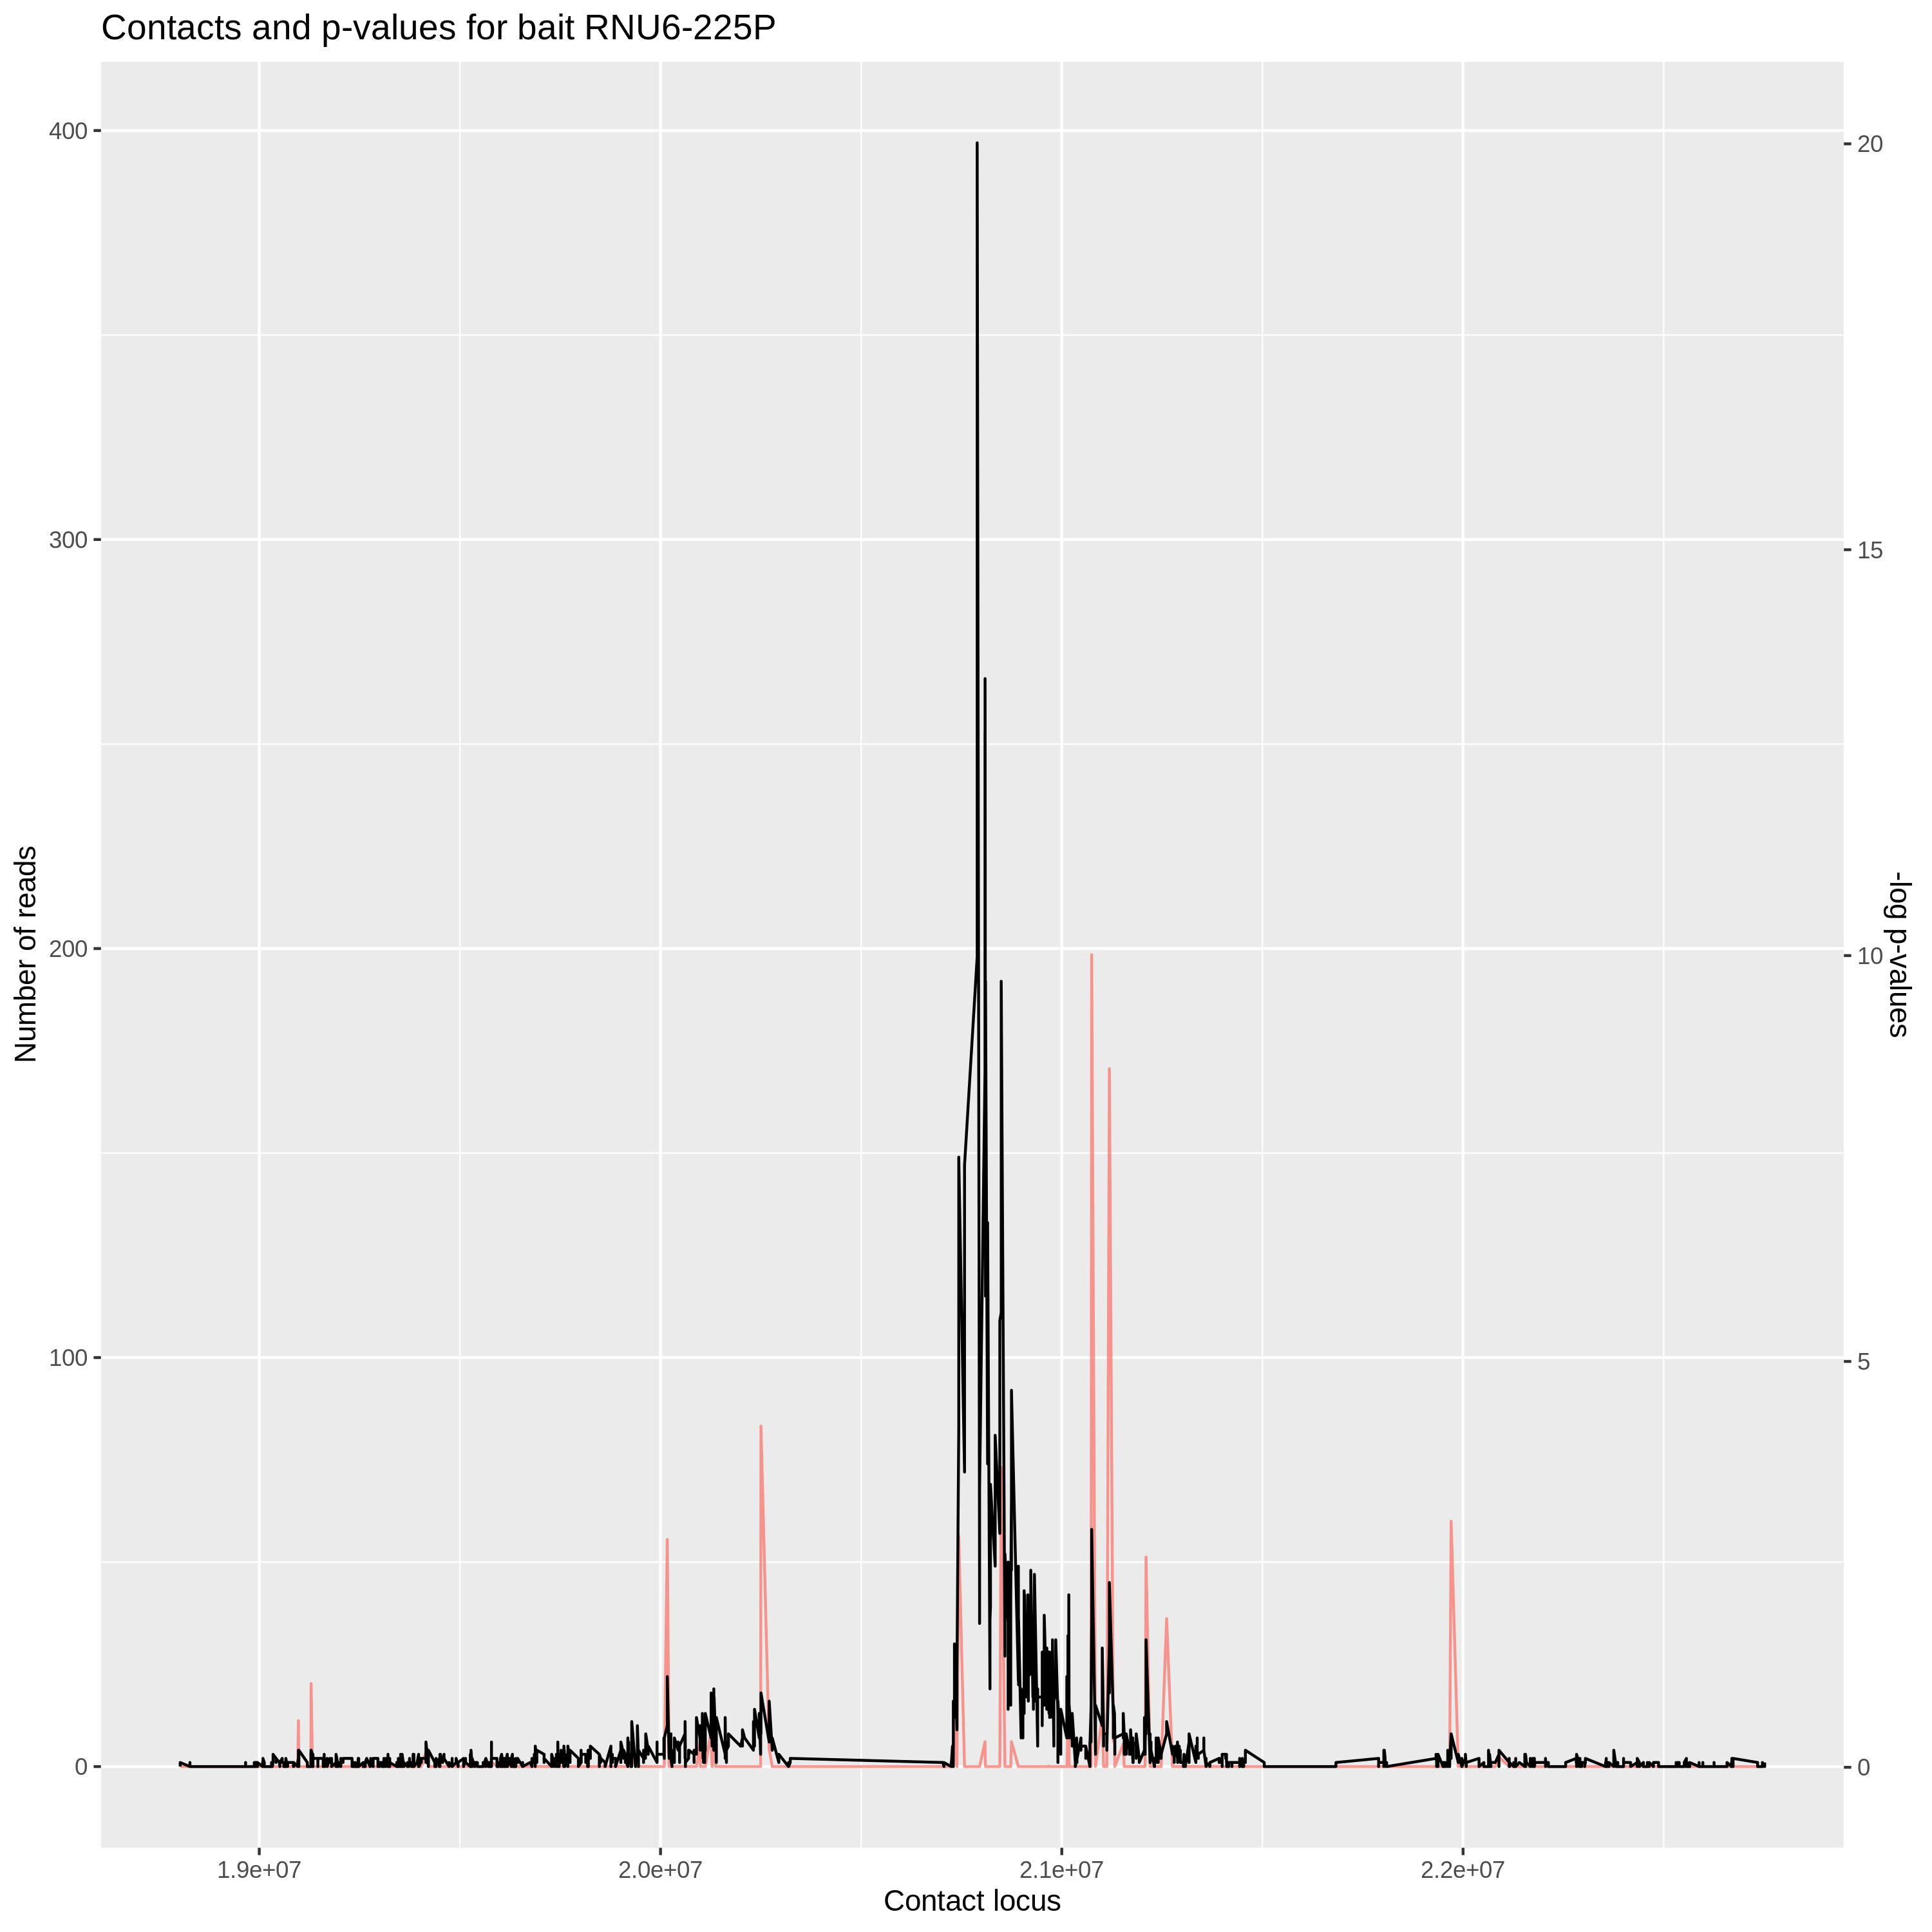 Contacts and p-values for bait RNU6-225P
400
300
200
100
0
20
15
10
5
0
Number of reads
-log p-values
1.9e+07
2.0e+07
2.1e+07
2.2e+07
Contact locus